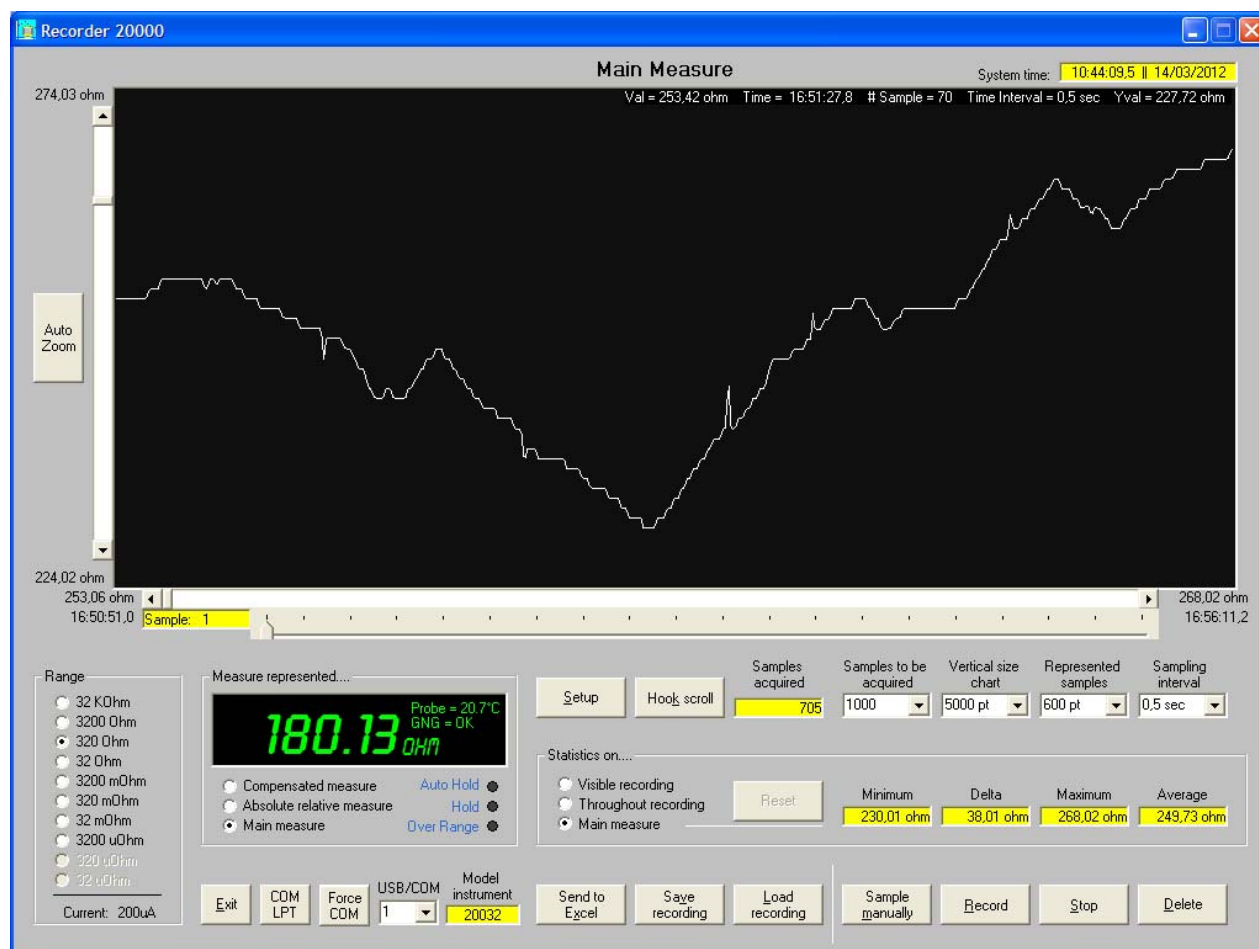 Recorder 20000
Main Measure
System time: 10:44:09,5 || 14/03/2012
274,03 ohm
Val = 253,42 ohm Time = 16:51:27,8 # Sample = 70 Time Interval = 0,5 sec Yval = 227,72 ohm
Auto
Zoom
224,02 ohm
253,06 ohm
268,02 ohm
16:50:51,0
Sample: 1
16:56:11,2
Range
32 KOhm
3200 Ohm
320 Ohm
32 Ohm
3200 mOhm
320 mOhm
32 mOhm
3200 uOhm
320 uOhm
32 uOhm
Current: 200uA
Measure represented....
180.13 OHM
Probe = 20.7°C
GNG = OK
Compensated measure
Absolute relative measure
Main measure
Auto Hold
Hold
Over Range
Setup
Hook scroll
Samples
acquired
705
Samples to be
acquired
1000
Vertical size
chart
5000 pt
Represented
samples
600 pt
Sampling
interval
0,5 sec
Statistics on....
Visible recording
Throughout recording
Main measure
Reset
Minimum
230,01 ohm
Delta
38,01 ohm
Maximum
268,02 ohm
Average
249,73 ohm
Exit
COM
LPT
Force
COM
USB/COM
1
Model
instrument
20032
Send to
Excel
Save
recording
Load
recording
Sample
manually
Record
Stop
Delete